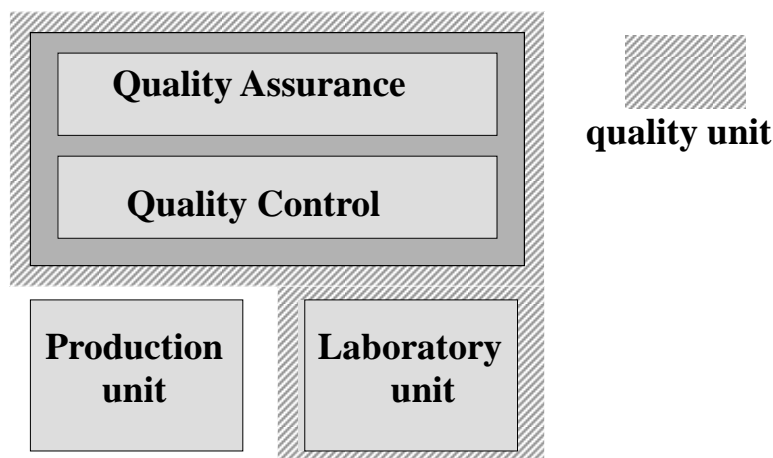 Quality Assurance
quality unit
Quality Control
Production
unit
Laboratory
unit